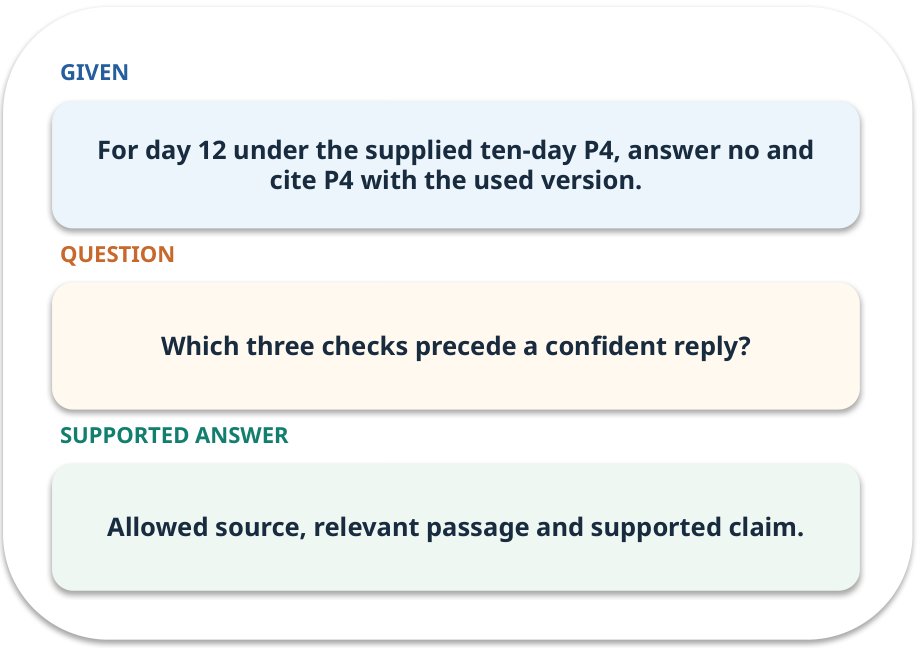 GIVEN
For day 12 under the supplied ten-day P4, answer no and
cite P4 with the used version.
QUESTION
Which three checks precede a confident reply?
SUPPORTED ANSWER
Allowed source, relevant passage and supported claim.